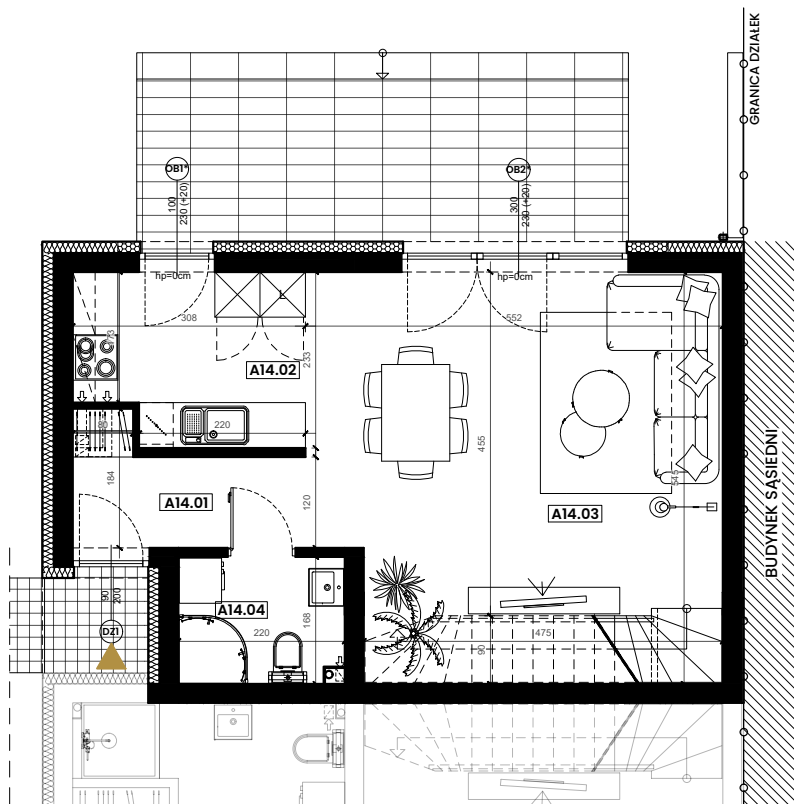 GRANICA DZIAŁEK
OB1*
100
230 (+20)
OB2*
300
230 (+20)
hp=0cm
hp=0cm
308
552
173
L
233
A14.02
80
220
455
545
184
A14.01
120
A14.03
BUDYNEK SĄSIEDNI
90
200
DZ1
A14.04
168
220
475
90